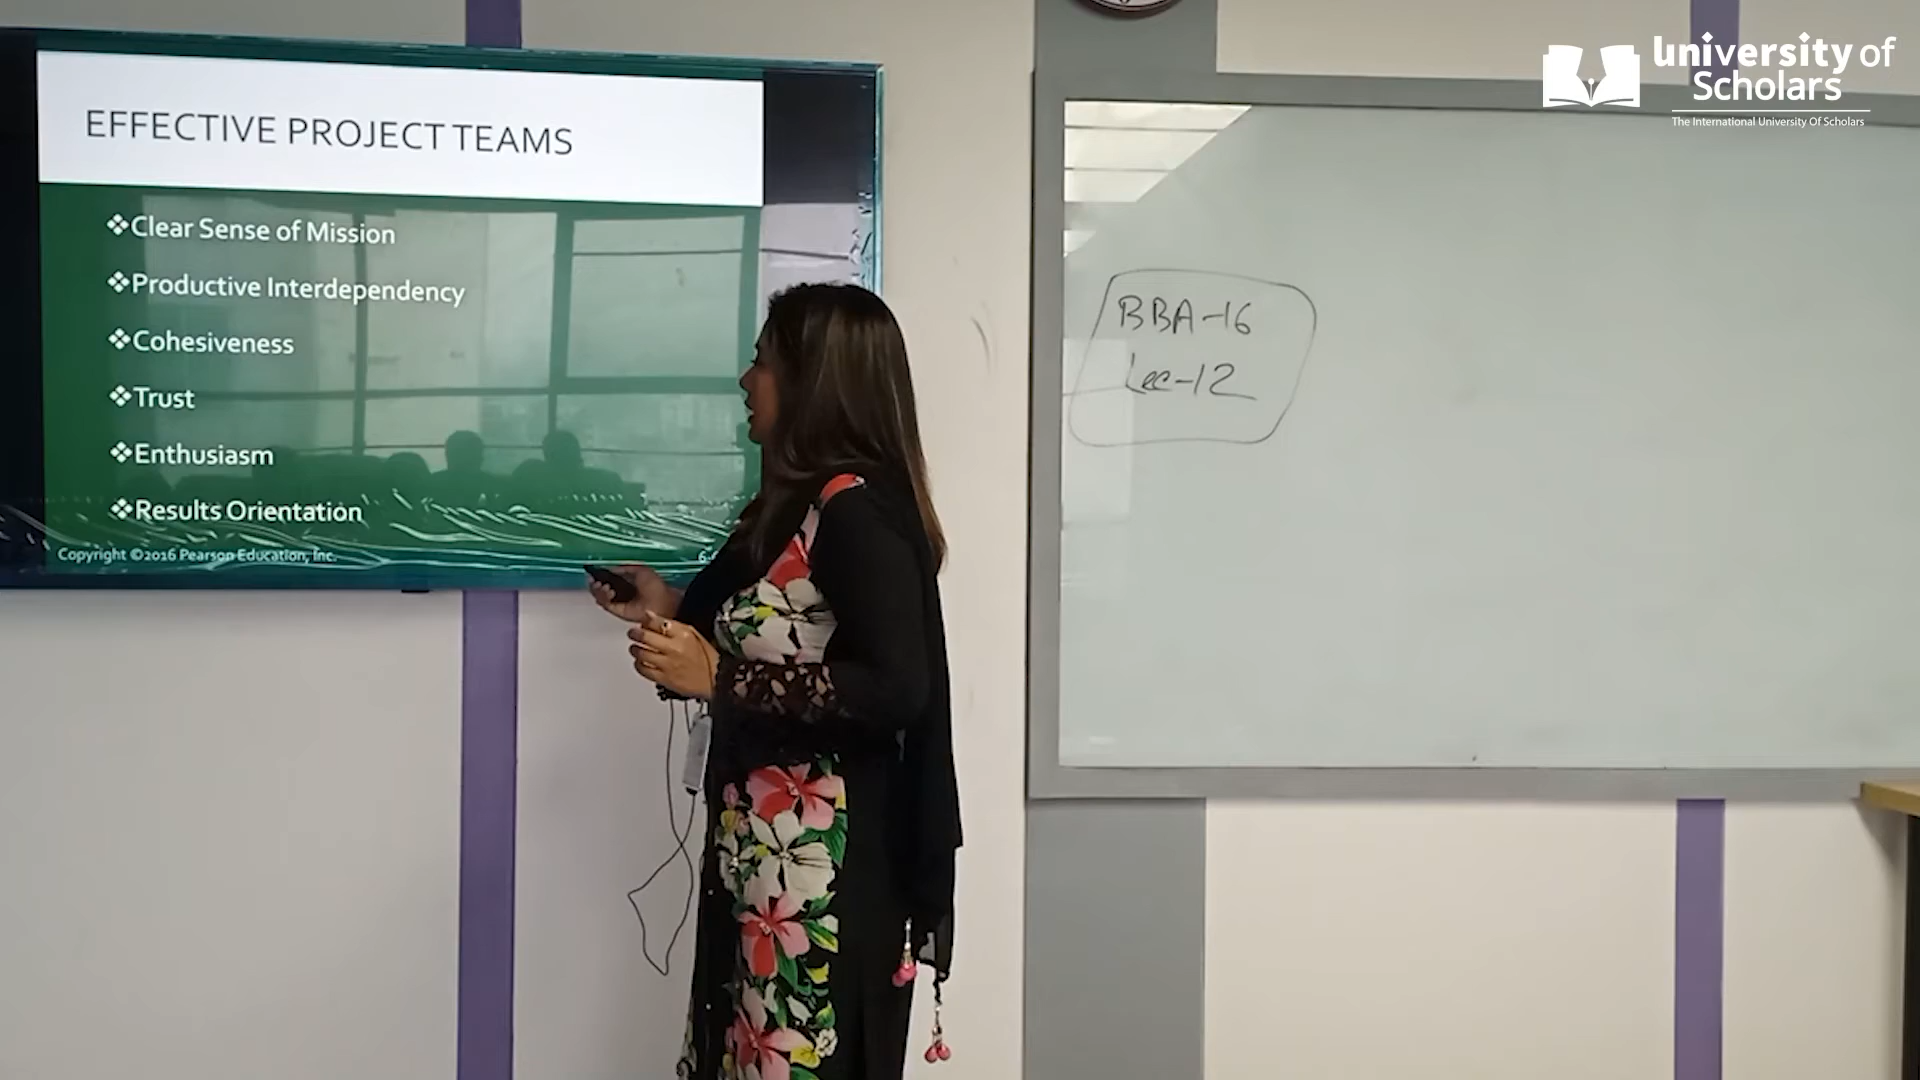 EFFECTIVE PROJECT TEAMS
❖Clear Sense of Mission
❖Productive Interdependency
❖Cohesiveness
❖Trust
❖Enthusiasm
❖Results Orientation
Copyright ©2016 Pearson Education, Inc.
BBA-16
Lec-12
University of
Scholars
The International University Of Scholars